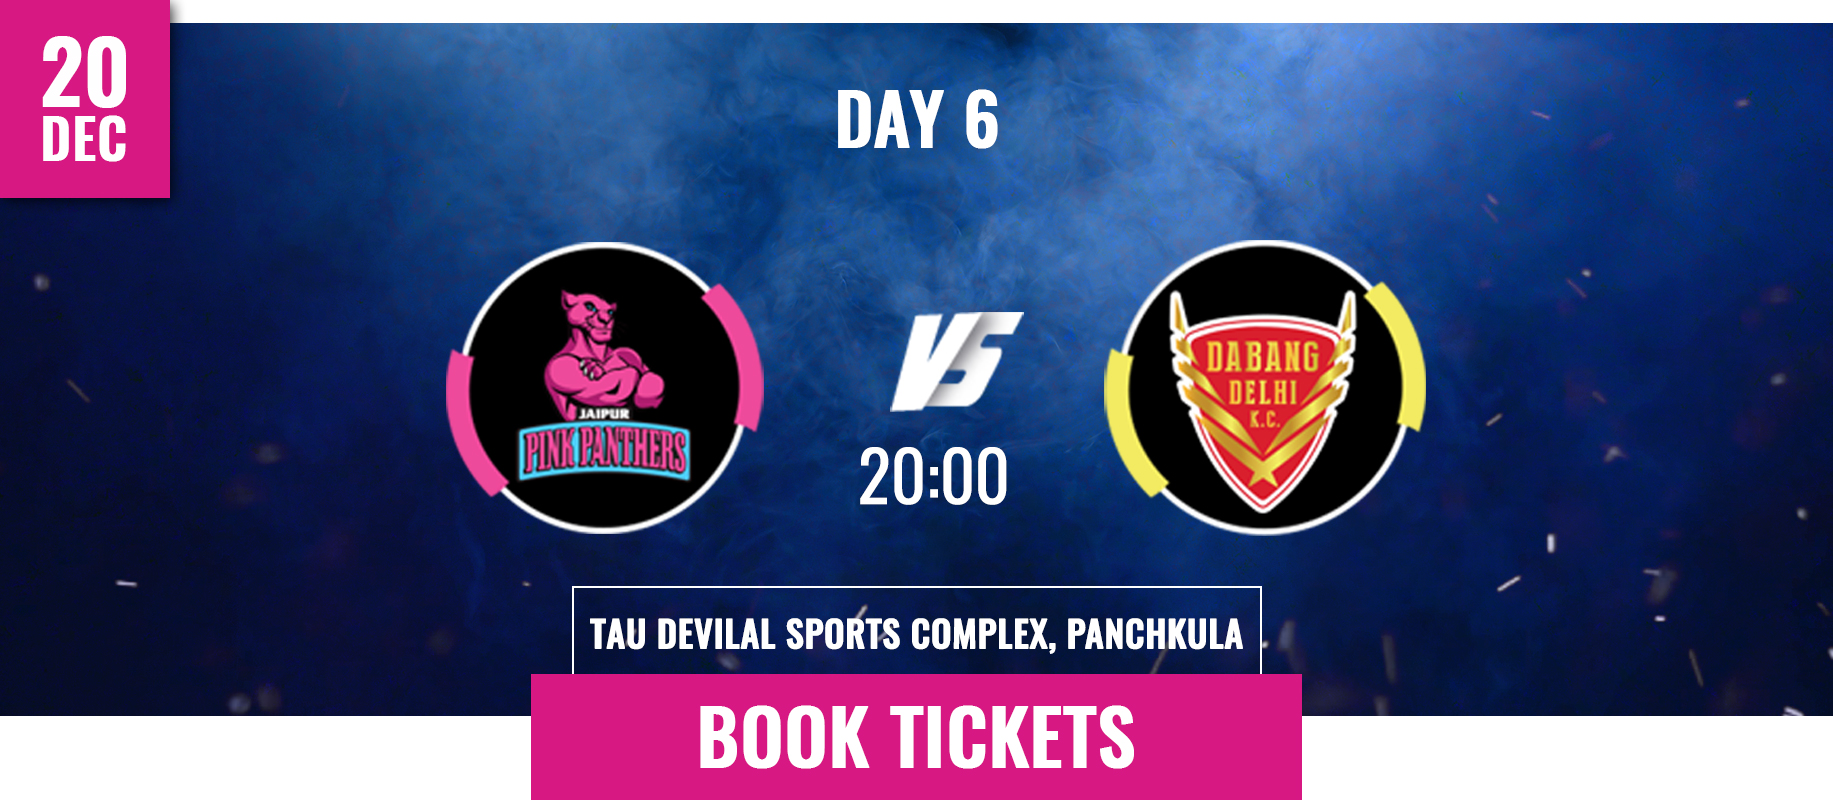 20
DEC
DAY 6
JAIPUR
PINK PANTHERS
VS
20:00
DABANG
DELHI
K.C.
TAU DEVILAL SPORTS COMPLEX, PANCHKULA
BOOK TICKETS